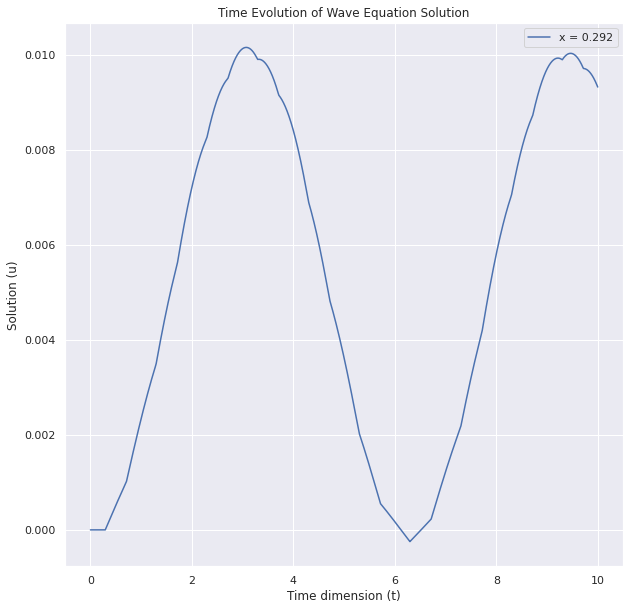 Time Evolution of Wave Equation Solution
x = 0.292
0.010
0.008
0.006
0.004
0.002
0.000
Solution (u)
0 2 4 6 8 10
Time dimension (t)